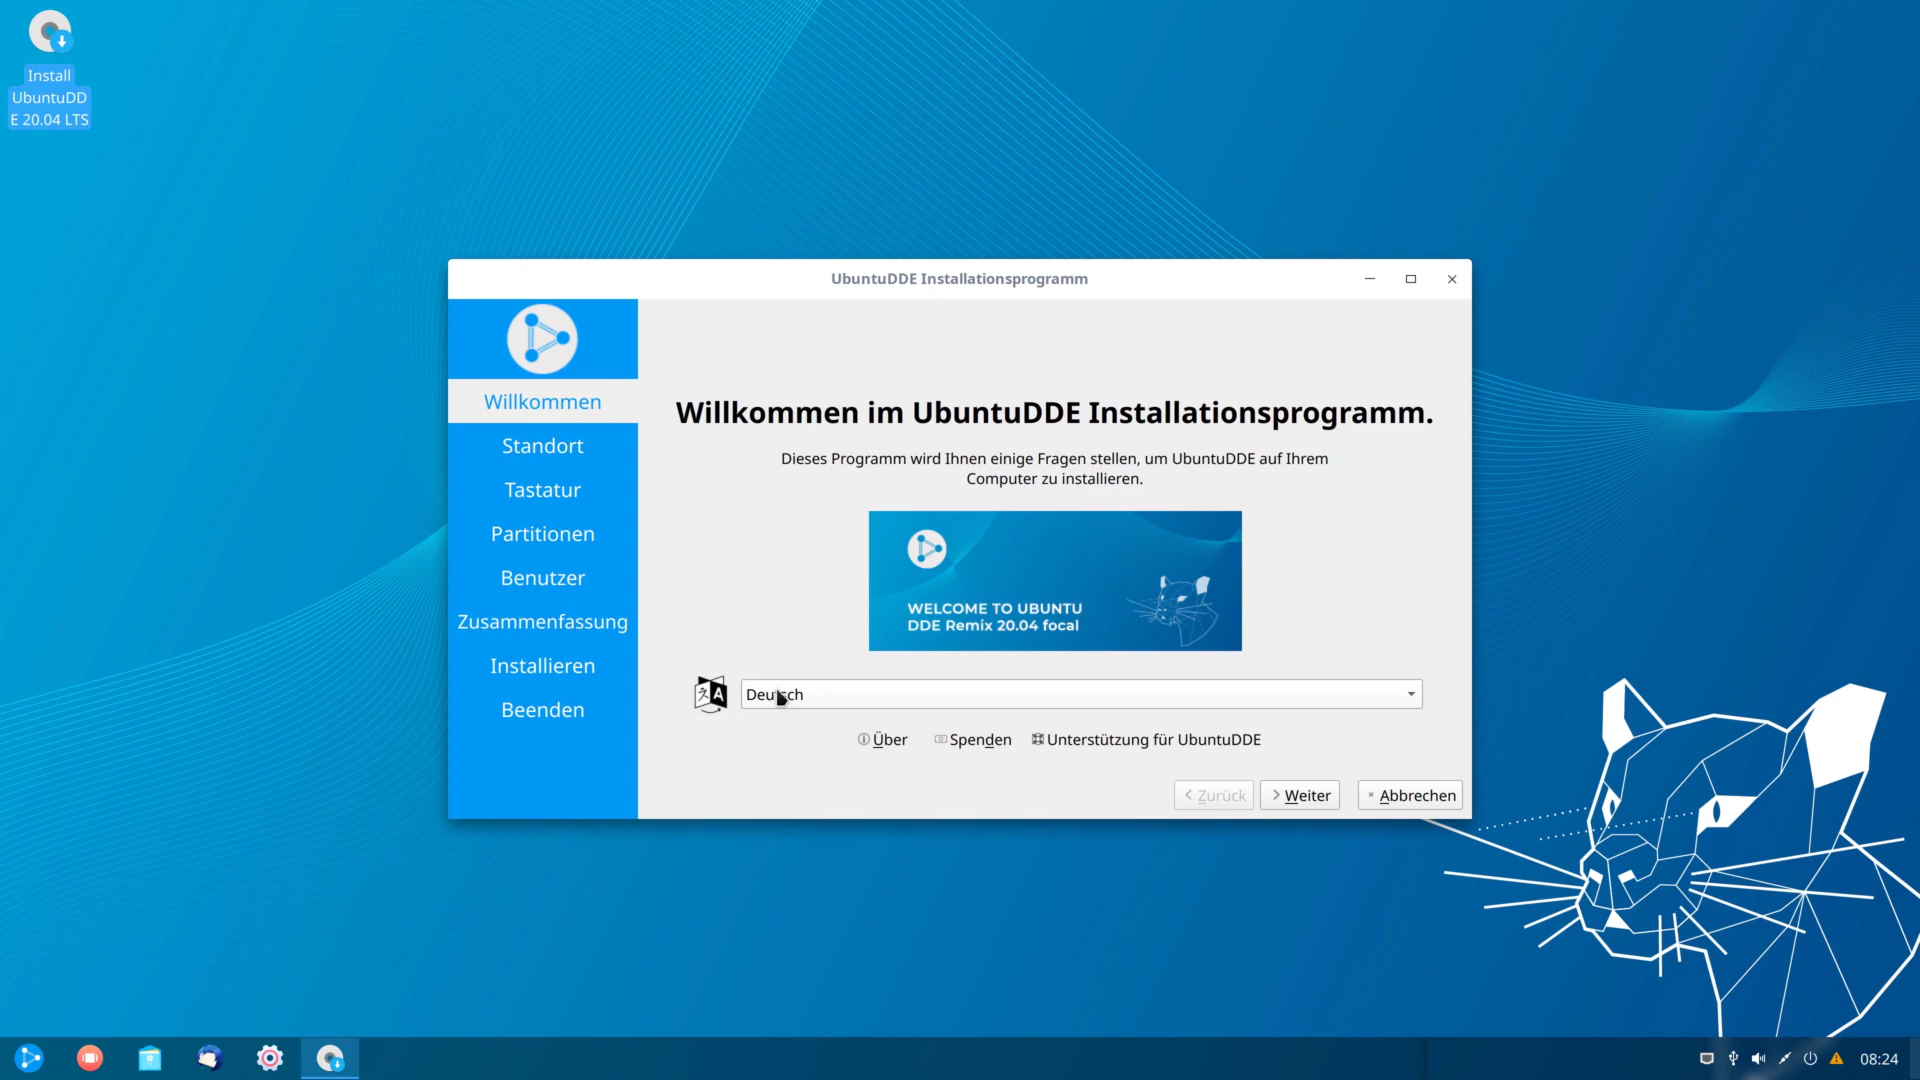 Install
UbuntuDD
E 20.04 LTS
UbuntuDDE Installationsprogramm
Willkommen
Standort
Tastatur
Partitionen
Benutzer
Zusammenfassung
Installieren
Beenden
Willkommen im UbuntuDDE Installationsprogramm.
Dieses Programm wird Ihnen einige Fragen stellen, um UbuntuDDE auf Ihrem
Computer zu installieren.
WELCOME TO UBUNTU
DDE Remix 20.04 focal
Deutsch
Über Spenden Unterstützung für UbuntuDDE
Zurück Weiter Abbrechen
08:24